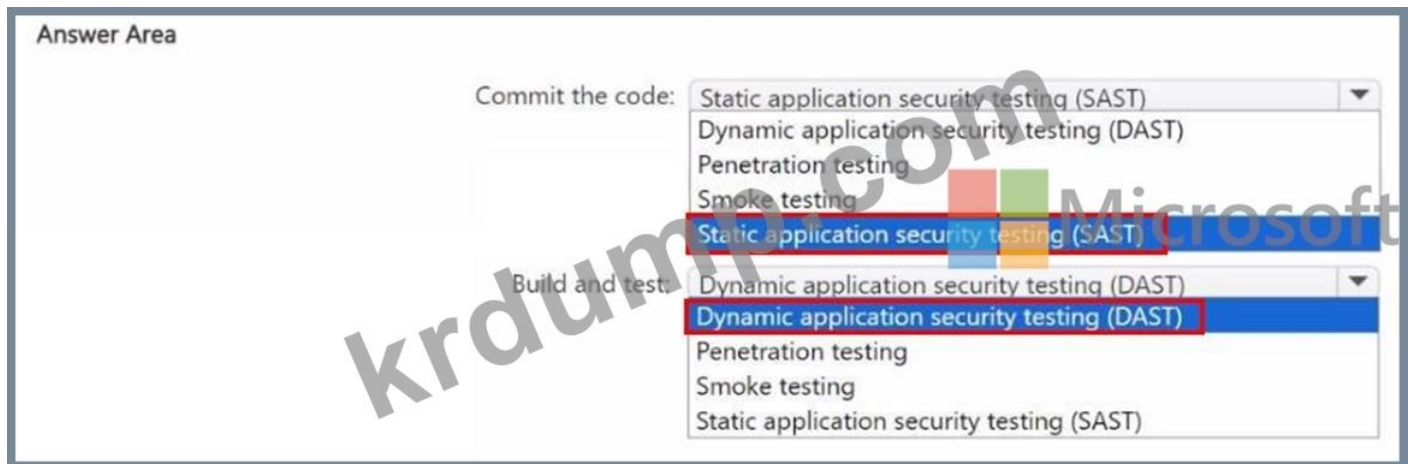 Answer Area
Commit the code: Static application security testing (SAST)
Dynamic application security testing (DAST)
Penetration testing
Smoke testing
Static application security testing (SAST)
Microsoft
Build and test: Dynamic application security testing (DAST)
Dynamic application security testing (DAST)
Penetration testing
Smoke testing
Static application security testing (SAST)
krdump.com